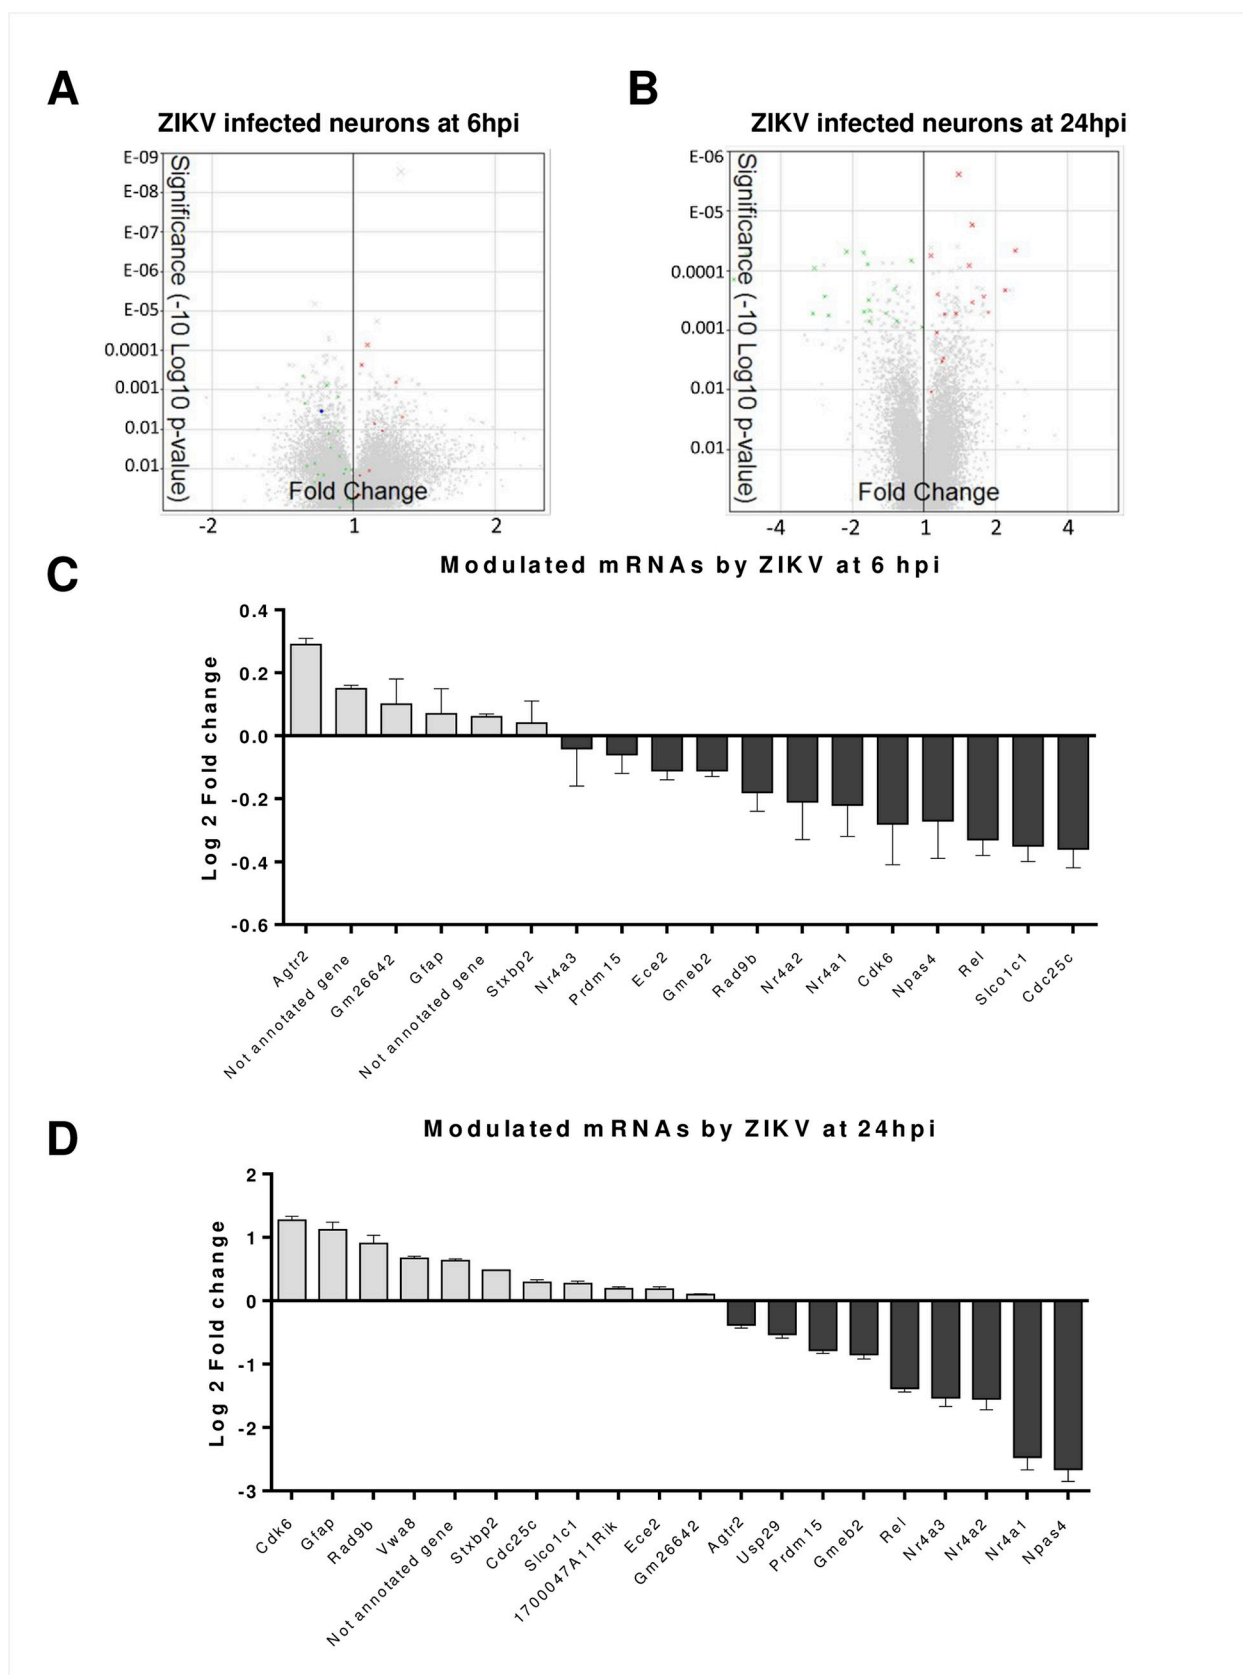 A
B
ZIKV infected neurons at 6hpi
ZIKV infected neurons at 24hpi
E-09
E-08
E-07
E-06
E-05
0.0001
0.001
0.01
0.01
Significance (-10 Log10 p-value)
Fold Change
-2
1
2
E-06
E-05
0.0001
0.001
0.01
0.01
Significance (-10 Log10 p-value)
Fold Change
-4
-2
1
2
4
C
Modulated mRNAs by ZIKV at 6 hpi
Log 2 Fold change
0.4
0.2
0.0
-0.2
-0.4
-0.6
Agtr2
Not annotated gene
Gm26642
Gfap
Not annotated gene
Stxbp2
Nr4a3
Prdm15
Ece2
Gmeb2
Rad9b
Nr4a2
Nr4a1
Cdk6
Npas4
Rel
Slco1c1
Cdc25c
D
Modulated mRNAs by ZIKV at 24hpi
Log 2 Fold change
2
1
0
-1
-2
-3
Cdk6
Gfap
Rad9b
Vwa8
Not annotated gene
Stxbp2
Cdc25c
Slco1c1
1700047A11Rik
Ece2
Gm26642
Agtr2
Usp29
Prdm15
Gmeb2
Rel
Nr4a3
Nr4a2
Nr4a1
Npas4